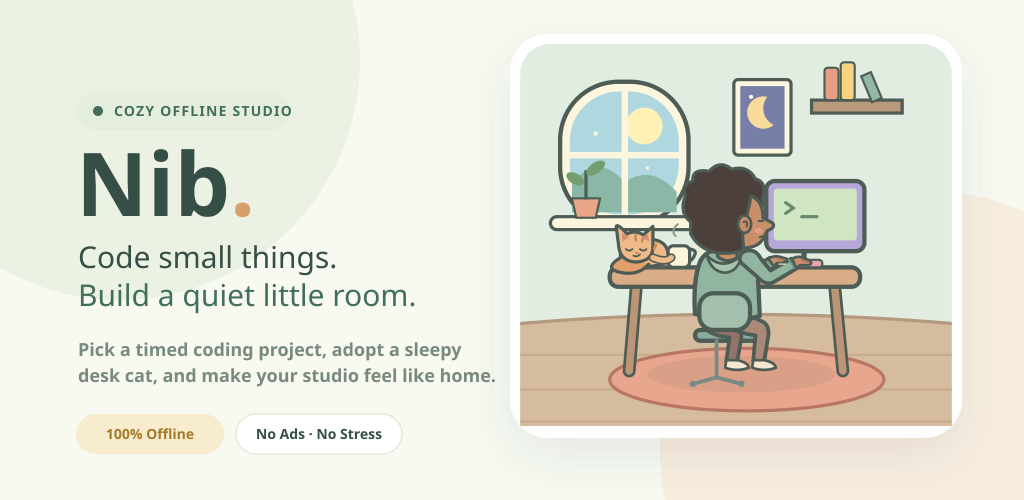 COZY OFFLINE STUDIO
Nib.
Code small things.
Build a quiet little room.
Pick a timed coding project, adopt a sleepy
desk cat, and make your studio feel like home.
100% Offline
No Ads · No Stress